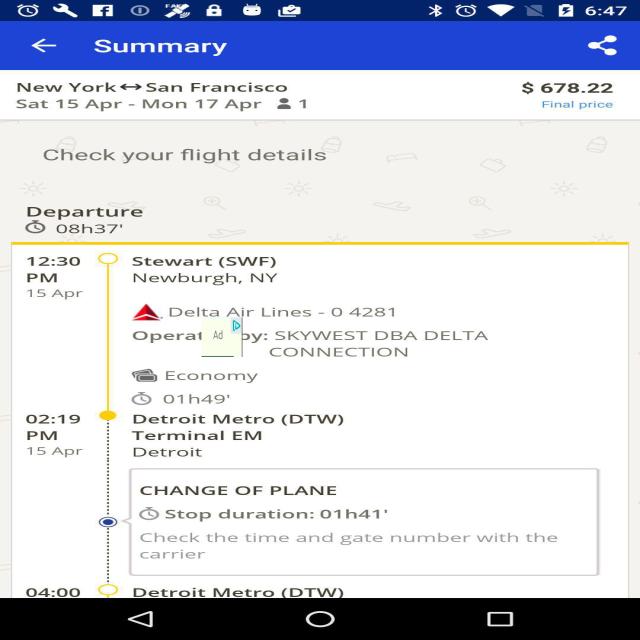 6:47
Summary
New York↔San Francisco
$ 678.22
Sat 15 Apr - Mon 17 Apr 1
Final price
Check your flight details
Departure
08h37'
12:30 PM
15 Apr
Stewart (SWF)
Newburgh, NY
Delta Air Lines - 0 4281
Ad
by: SKYWEST DBA DELTA
CONNECTION
Economy
01h49'
02:19 PM
15 Apr
Detroit Metro (DTW)
Terminal EM
Detroit
CHANGE OF PLANE
Stop duration: 01h41'
Check the time and gate number with the
carrier
04:00
Detroit Metro (DTW)